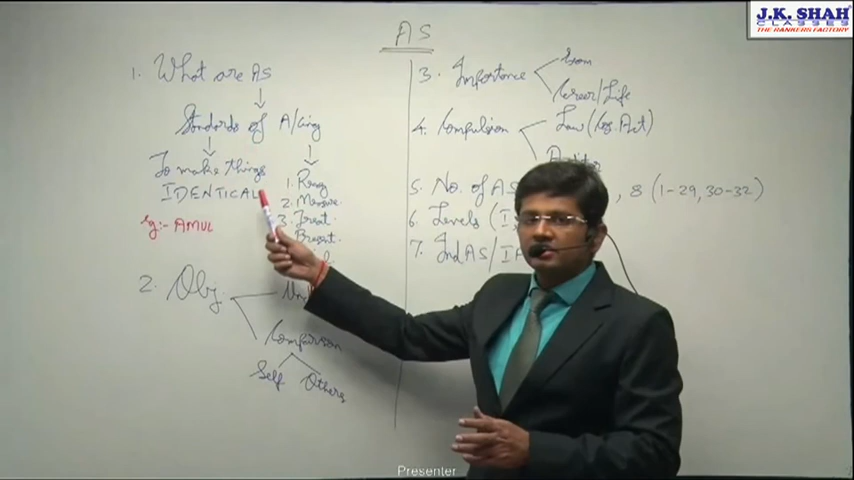 J.K. SHAH
CLASSES
THE RANKERS FACTORY
AS
1. What are AS
Standards of A/cing
To make things
IDENTICAL
Eg:- AMUL
1. Recog
2. Measure
3. Treat.
Present.
2. Obj.
Comparison
Self Others
3. Importance
Exam
Career/Life
4. Compulsion
Law (Cos. Act)
Auditor
5. No. of AS , 8 (1-29, 30-32)
6. Levels (I,
7. Ind AS/
Presenter